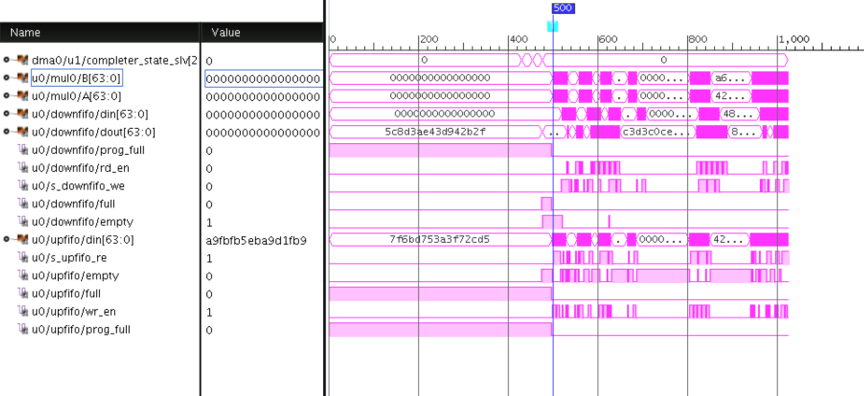 500
Name Value
0 200 400 600 800 1,000
dma0/u1/completer_state_slv[2 0 0 0
u0/mul0/B[63:0] 0000000000000000 0000000000000000 . 0000... a6...
u0/mul0/A[63:0] 0000000000000000 0000000000000000 . 0000... 42...
u0/downfifo/din[63:0] 0000000000000000 0000000000000000 .. 0000... 48...
u0/downfifo/dout[63:0] 0000000000000000 5c8d3ae43d942b2f .. c3d3c0ce... 8...
u0/downfifo/prog_full 0
u0/downfifo/rd_en 0
u0/s_downfifo_we 0
u0/downfifo/full 0
u0/downfifo/empty 1
u0/upfifo/din[63:0] a9fbfb5eba9d1fb9 7f6bd753a3f72cd5 . 0000... 42...
u0/s_upfifo_re 1
u0/upfifo/empty 0
u0/upfifo/full 0
u0/upfifo/wr_en 1
u0/upfifo/prog_full 0